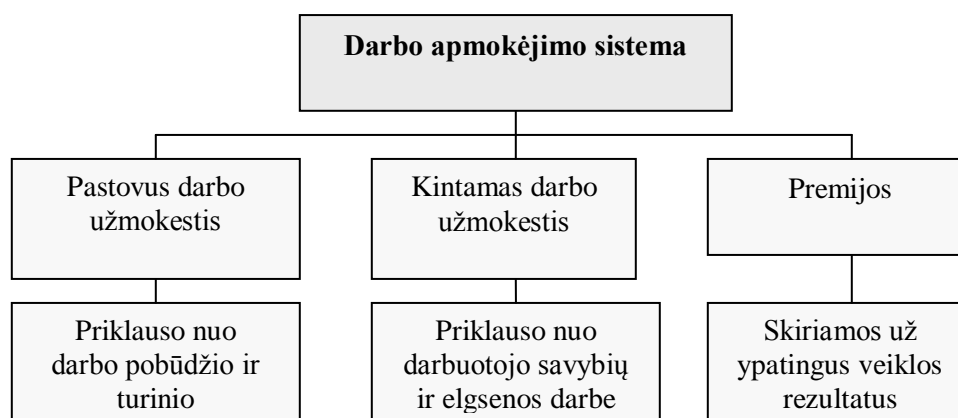 Darbo apmokėjimo sistema
Pastovus darbo
užmokestis
Kintamas darbo
užmokestis
Premijos
Priklauso nuo
darbo pobūdžio ir
turinio
Priklauso nuo
darbuotojo savybių
ir elgsenos darbe
Skiriamos už
ypatingus veiklos
rezultatus